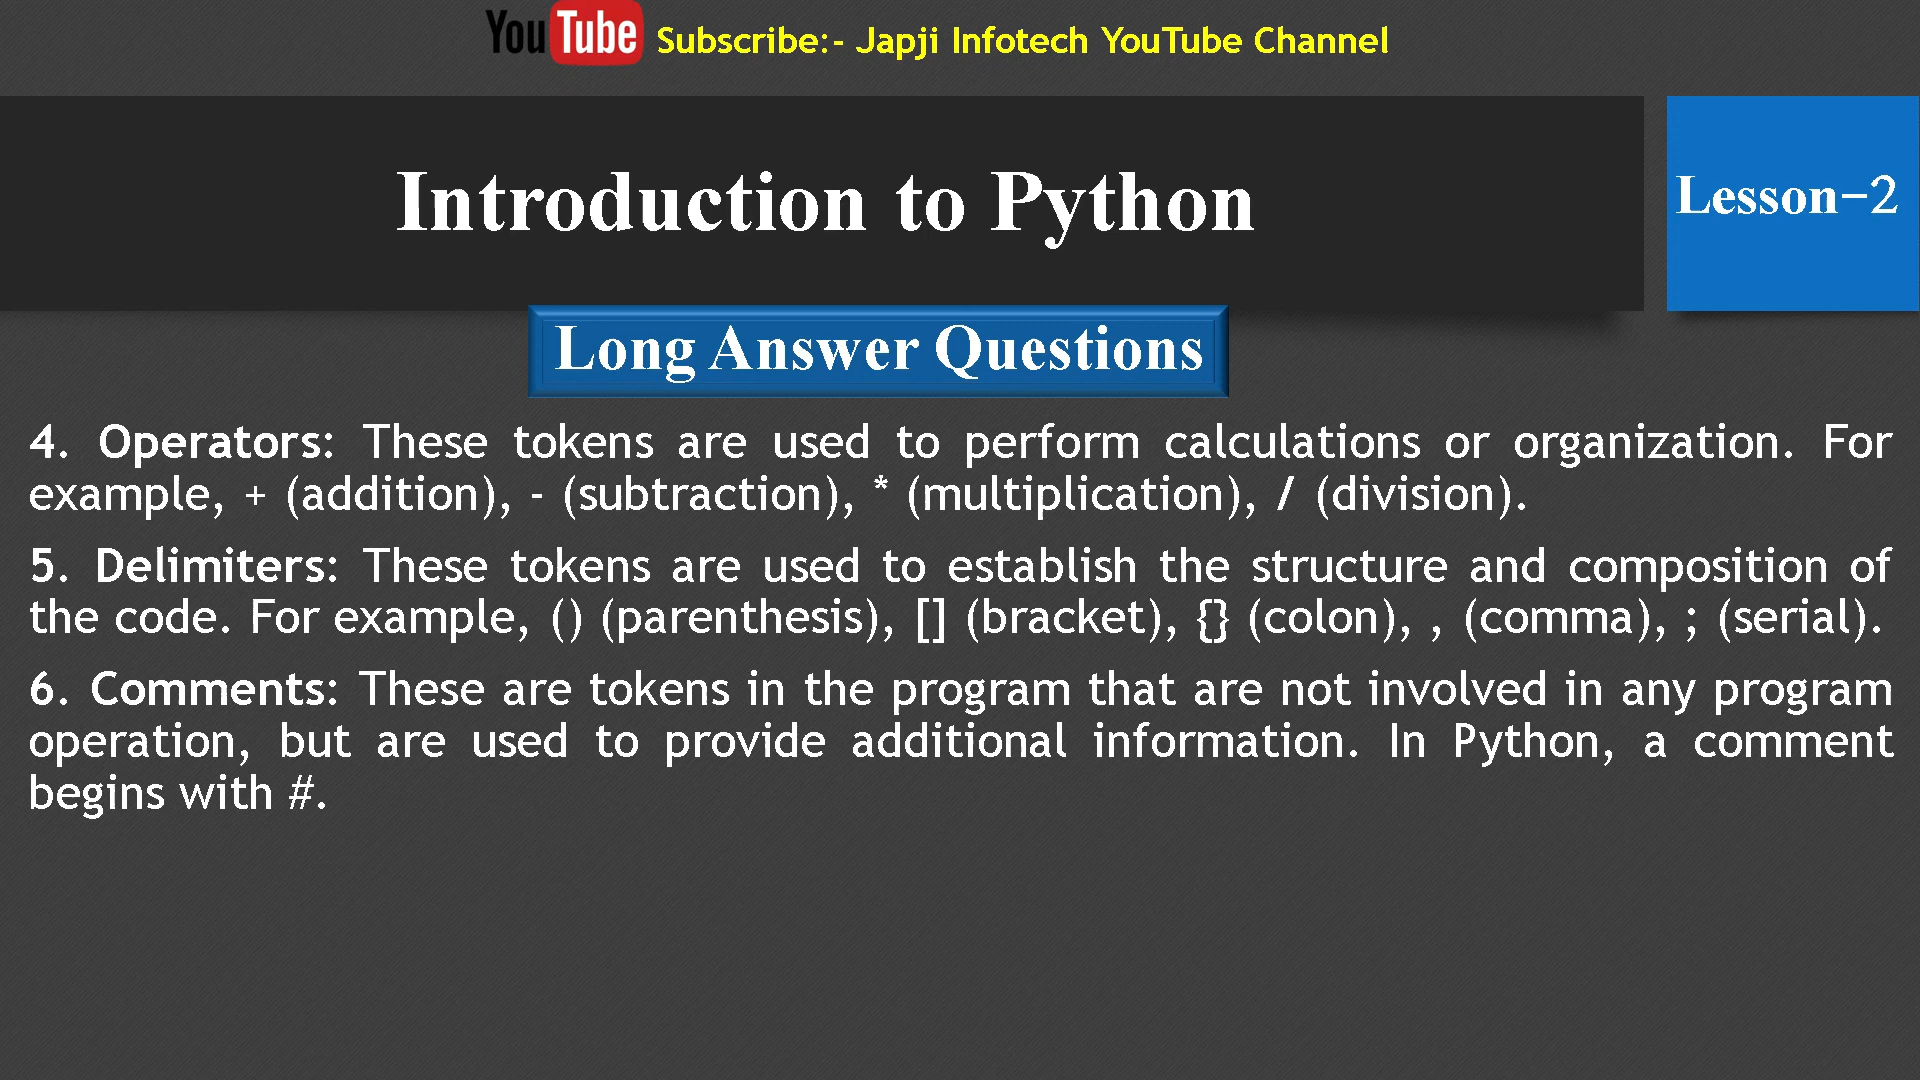 YouTube Subscribe:- Japji Infotech YouTube Channel
Introduction to Python
Lesson-2
Long Answer Questions
4. Operators: These tokens are used to perform calculations or organization. For
example, + (addition), - (subtraction), * (multiplication), / (division).
5. Delimiters: These tokens are used to establish the structure and composition of
the code. For example, () (parenthesis), [] (bracket), {} (colon), , (comma), ; (serial).
6. Comments: These are tokens in the program that are not involved in any program
operation, but are used to provide additional information. In Python, a comment
begins with #.